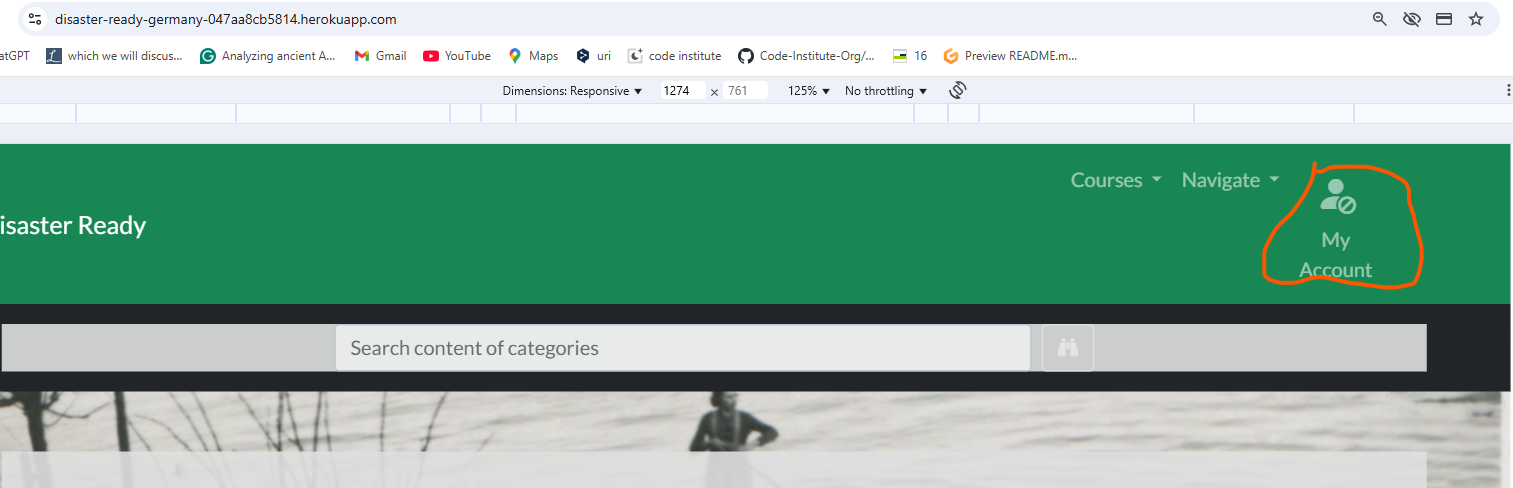 disaster-ready-germany-047aa8cb5814.herokuapp.com
atGPT which we will discus... Analyzing ancient A... Gmail YouTube Maps uri code institute Code-Institute-Org/... 16 Preview README.m...
Dimensions: Responsive 1274 x 761 125% No throttling
Courses Navigate
isaster Ready
My
Account
Search content of categories